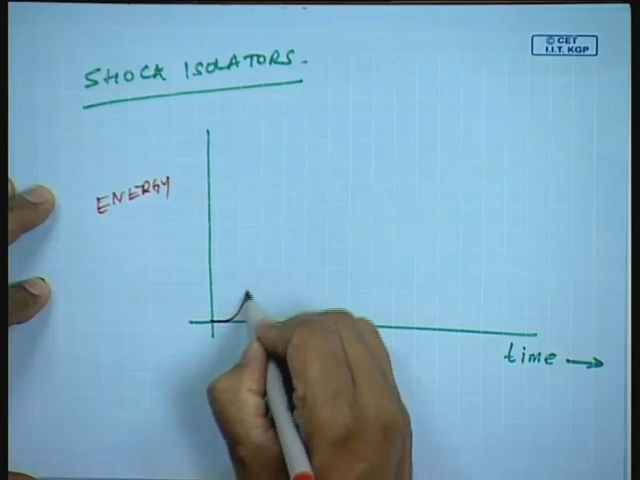 SHOCK ISOLATORS.
© CET
I.I.T. KGP
ENERGY
time →